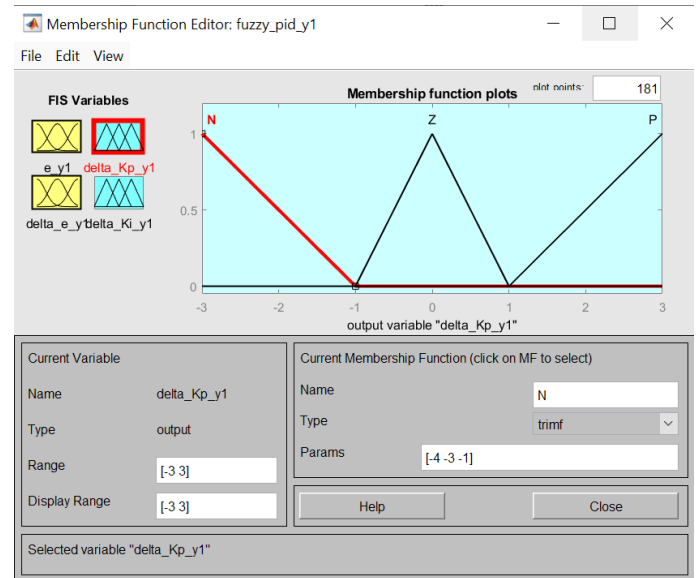 Membership Function Editor: fuzzy_pid_y1
File Edit View
FIS Variables
e_y1 delta_Kp_y1
delta_e_y1 delta_Ki_y1
Membership function plots plot points: 181
N Z P
1
0.5
0
-3 -2 -1 0 1 2 3
output variable "delta_Kp_y1"
Current Variable
Name delta_Kp_y1
Type output
Range [-3 3]
Display Range [-3 3]
Current Membership Function (click on MF to select)
Name N
Type trimf
Params [-4 -3 -1]
Help Close
Selected variable "delta_Kp_y1"